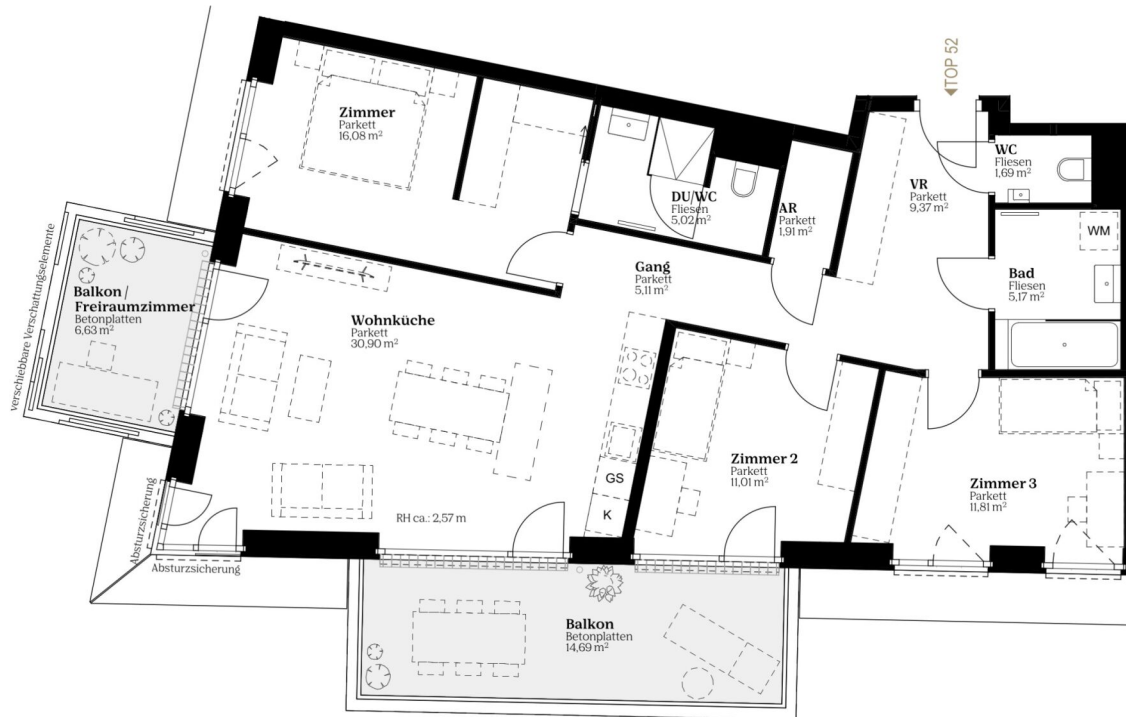 TOP 52
Zimmer
Parkett
16,08 m²
DU/WC
Fliesen
5,02 m²
AR
Parkett
1,91 m²
VR
Parkett
9,37 m²
WC
Fliesen
1,69 m²
WM
Bad
Fliesen
5,17 m²
Gang
Parkett
5,11 m²
verschiebbare Verschattungselemente
Balkon /
Freiraumzimmer
Betonplatten
6,63 m²
Wohnküche
Parkett
30,90 m²
GS
K
RH ca.: 2,57 m
Zimmer 2
Parkett
11,01 m²
Zimmer 3
Parkett
11,81 m²
Absturzsicherung
Absturzsicherung
Balkon
Betonplatten
14,69 m²